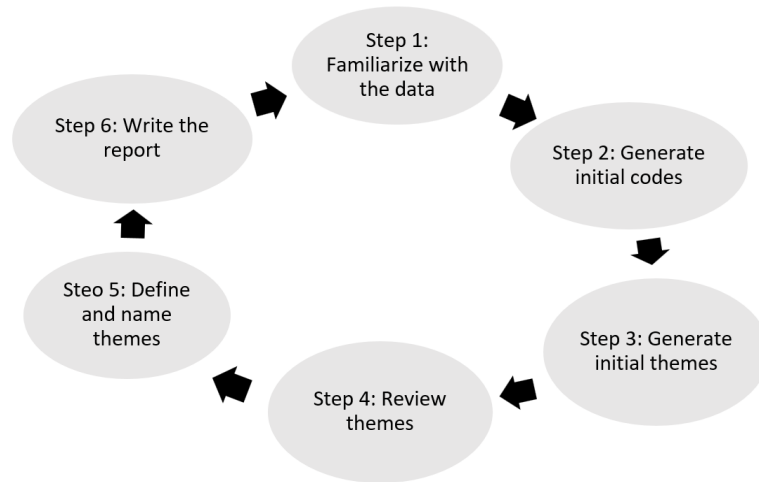 Step 1:
Familiarize with
the data
Step 2: Generate
initial codes
Step 3: Generate
initial themes
Step 4: Review
themes
Steo 5: Define
and name
themes
Step 6: Write the
report